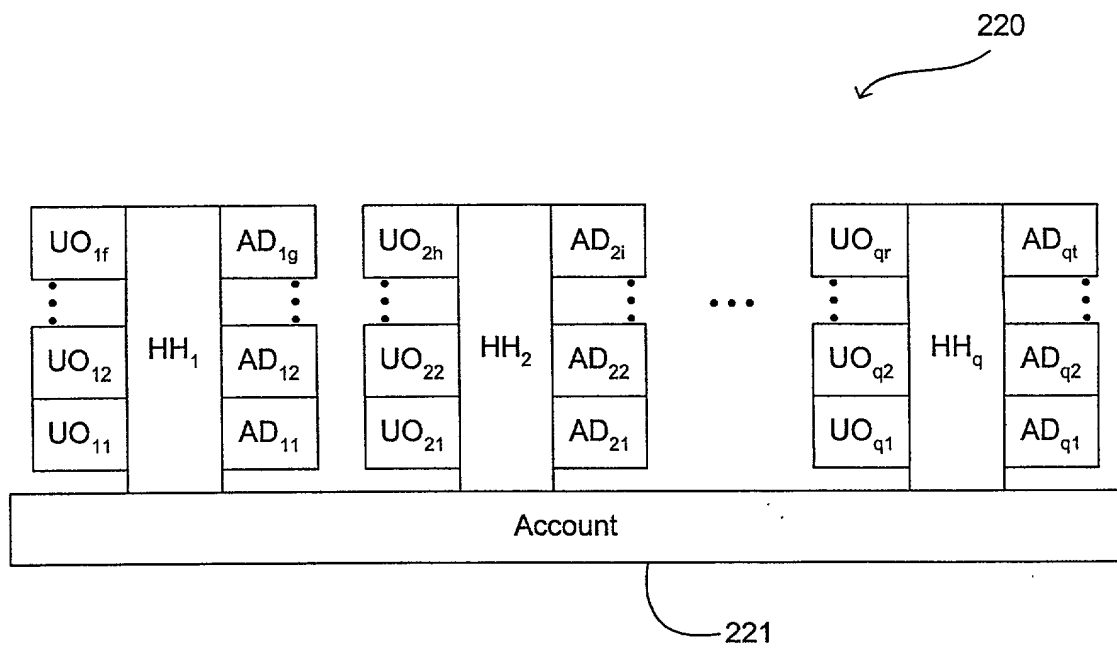 220
UO₁f AD₁g UO₂h AD₂i UOqr ADqt
HH₁ HH₂ HHq
UO₁₂ AD₁₂ UO₂₂ AD₂₂ UOq₂ ADq₂
UO₁₁ AD₁₁ UO₂₁ AD₂₁ UOq₁ ADq₁
Account
221